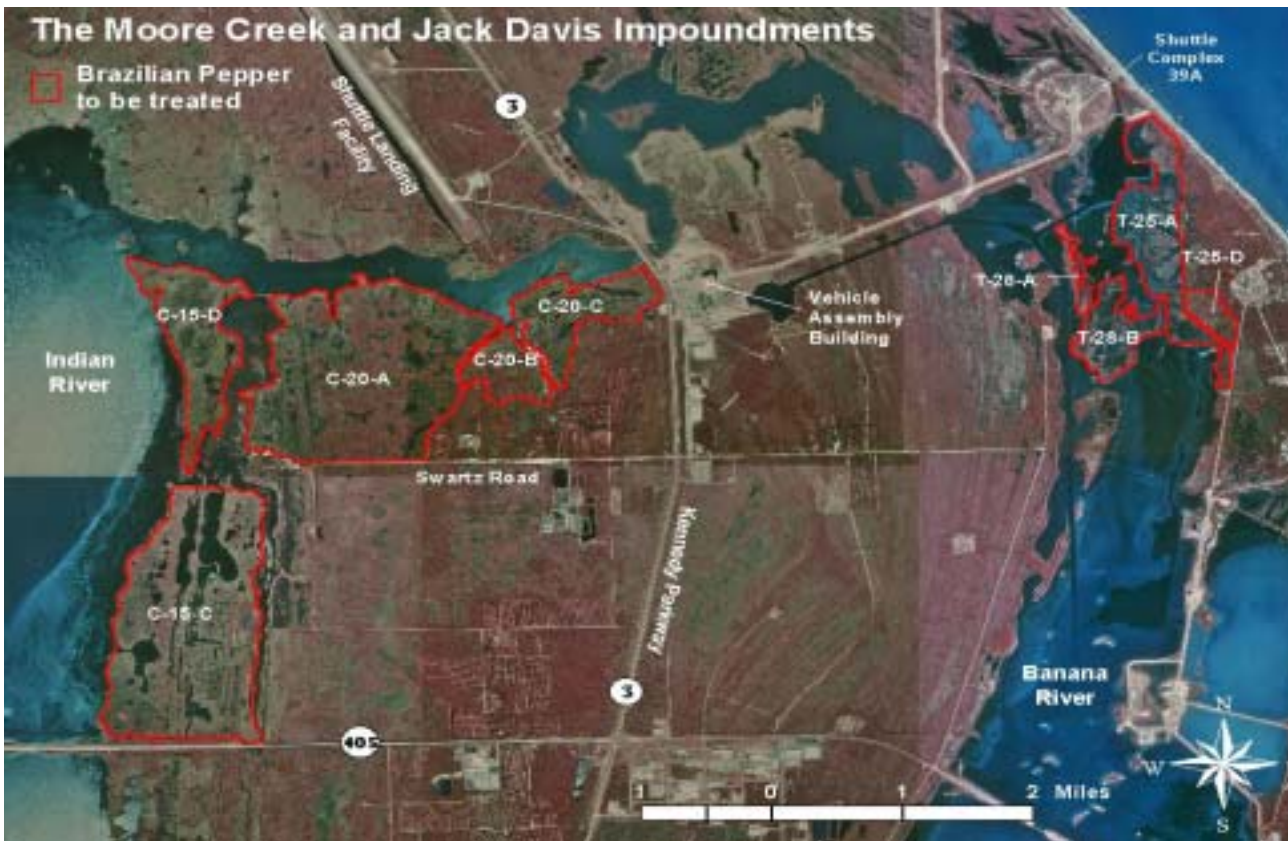 The Moore Creek and Jack Davis Impoundments
Brazilian Pepper
to be treated
Shuttle
Complex
39A
3
Shuttle Landing
Facility
T-25-A
T-25-D
T-28-A
T-28-B
C-15-D
C-20-C
Vehicle
Assembly
Building
C-20-B
C-20-A
Indian
River
Swartz Road
Kennedy Parkway
C-15-C
3
Banana
River
405
N
W
S
1 0 1 2 Miles